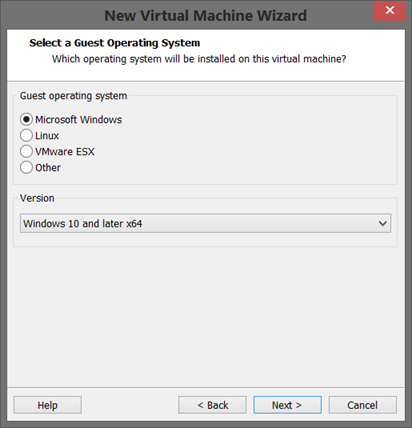 New Virtual Machine Wizard
Select a Guest Operating System
Which operating system will be installed on this virtual machine?
Guest operating system
Microsoft Windows
Linux
VMware ESX
Other
Version
Windows 10 and later x64
Help
< Back
Next >
Cancel